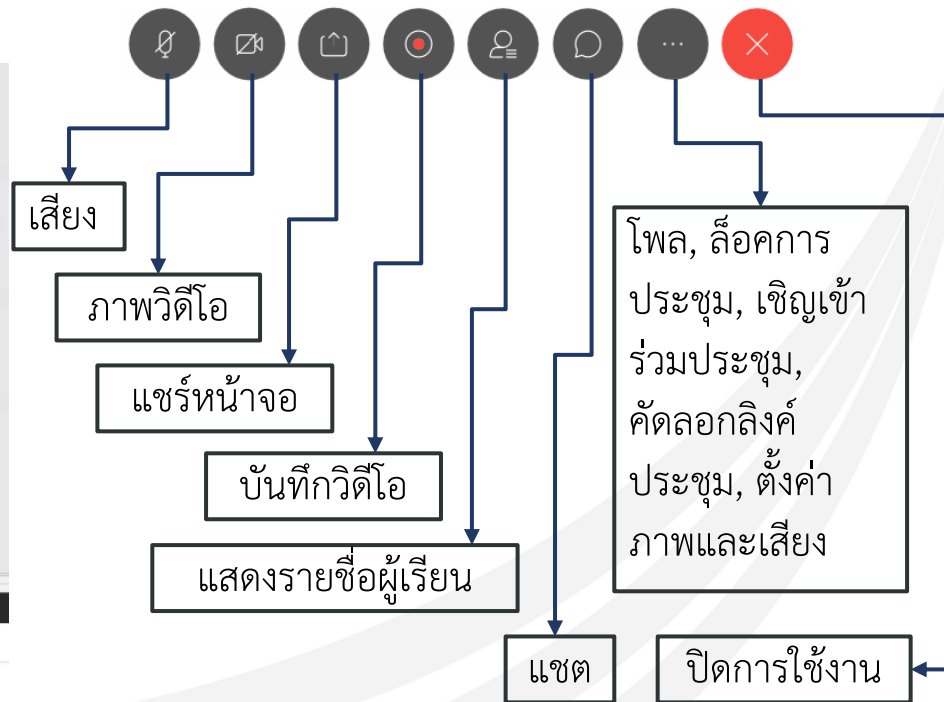 เสียง
ภาพวิดีโอ
แชร์หน้าจอ
บันทึกวิดีโอ
แสดงรายชื่อผู้เรียน
แชต
โพล, ล็อคการ
ประชุม, เชิญเข้า
ร่วมประชุม,
คัดลอกลิงค์
ประชุม, ตั้งค่า
ภาพและเสียง
ปิดการใช้งาน